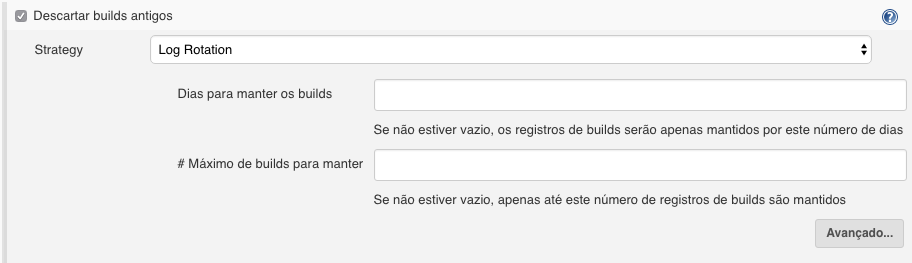 Descartar builds antigos
Strategy
Log Rotation
Dias para manter os builds
Se não estiver vazio, os registros de builds serão apenas mantidos por este número de dias
# Máximo de builds para manter
Se não estiver vazio, apenas até este número de registros de builds são mantidos
Avançado...